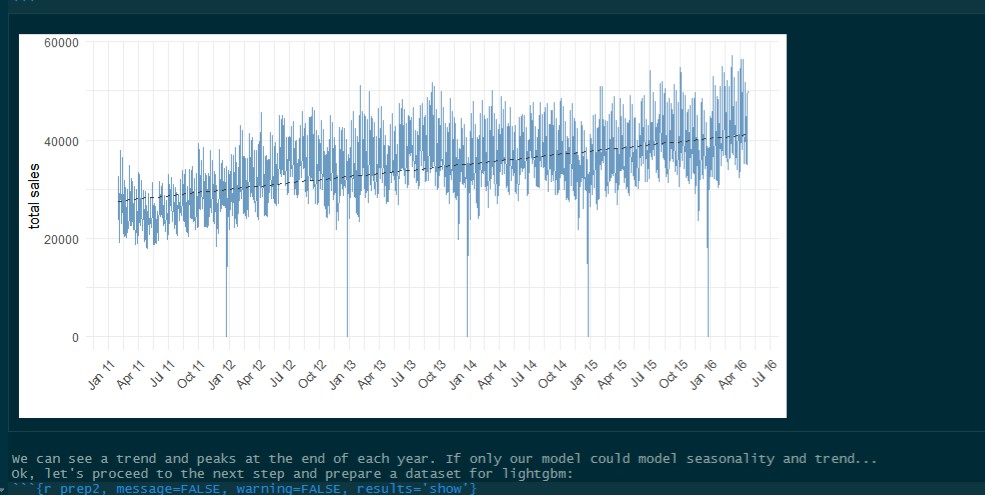 ```
60000
40000
20000
0
total sales
Jan 11
Apr 11
Jul 11
Oct 11
Jan 12
Apr 12
Jul 12
Oct 12
Jan 13
Apr 13
Jul 13
Oct 13
Jan 14
Apr 14
Jul 14
Oct 14
Jan 15
Apr 15
Jul 15
Oct 15
Jan 16
Apr 16
Jul 16
We can see a trend and peaks at the end of each year. If only our model could model seasonality and trend...
Ok, let's proceed to the next step and prepare a dataset for lightgbm:
```{r prep2, message=FALSE, warning=FALSE, results='show'}